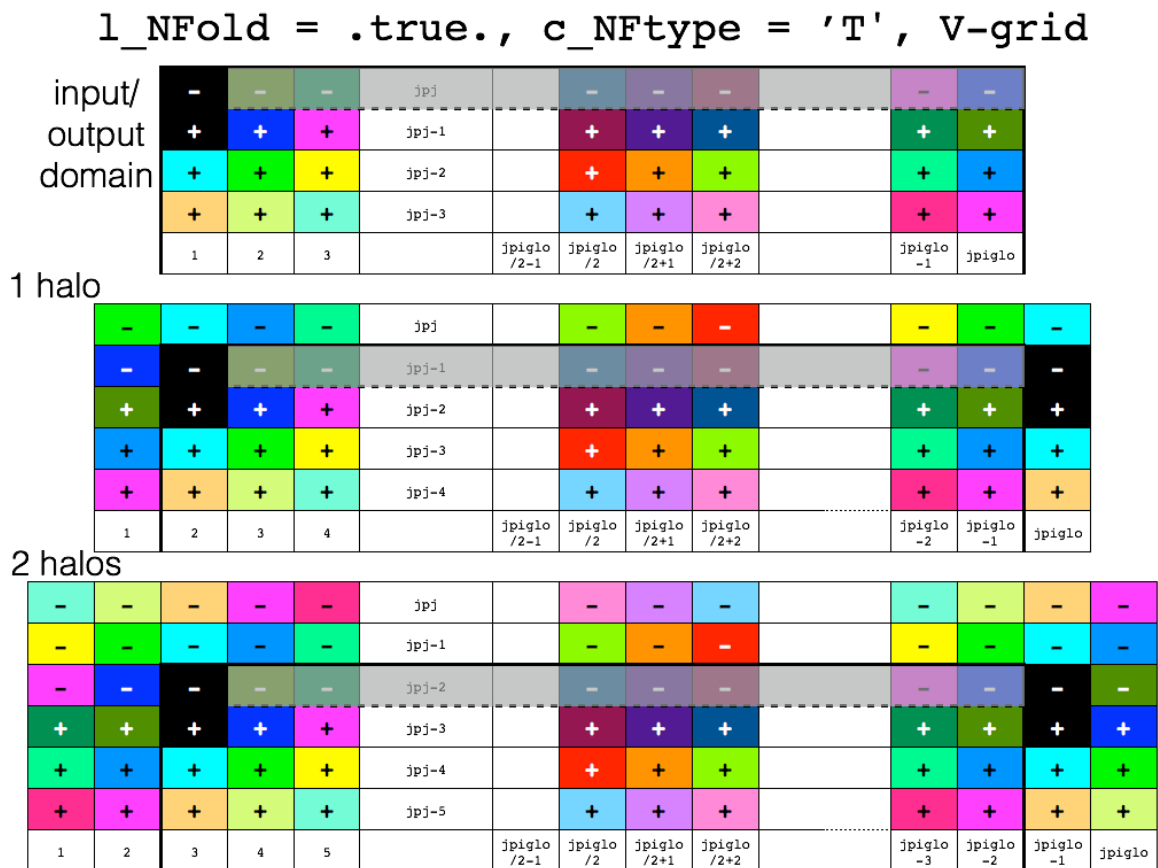 l_NFold = .true., c_NFtype = 'T', V-grid
input/
output
domain
- - - jpj - - - - -
+ + + jpj-1 + + + + +
+ + + jpj-2 + + + + +
+ + + jpj-3 + + + + +
1 2 3 jpiglo/2-1 jpiglo/2 jpiglo/2+1 jpiglo/2+2 jpiglo-1 jpiglo
1 halo
- - - - jpj - - - - - -
- - - - jpj-1 - - - - - -
+ + + + jpj-2 + + + + + +
+ + + + jpj-3 + + + + + +
+ + + + jpj-4 + + + + + +
1 2 3 4 jpiglo/2-1 jpiglo/2 jpiglo/2+1 jpiglo/2+2 jpiglo-2 jpiglo-1 jpiglo
2 halos
- - - - - jpj - - - - - - -
- - - - - jpj-1 - - - - - - -
- - - - - jpj-2 - - - - - - -
+ + + + + jpj-3 + + + + + + +
+ + + + + jpj-4 + + + + + + +
+ + + + + jpj-5 + + + + + + +
1 2 3 4 5 jpiglo/2-1 jpiglo/2 jpiglo/2+1 jpiglo/2+2 jpiglo-3 jpiglo-2 jpiglo-1 jpiglo